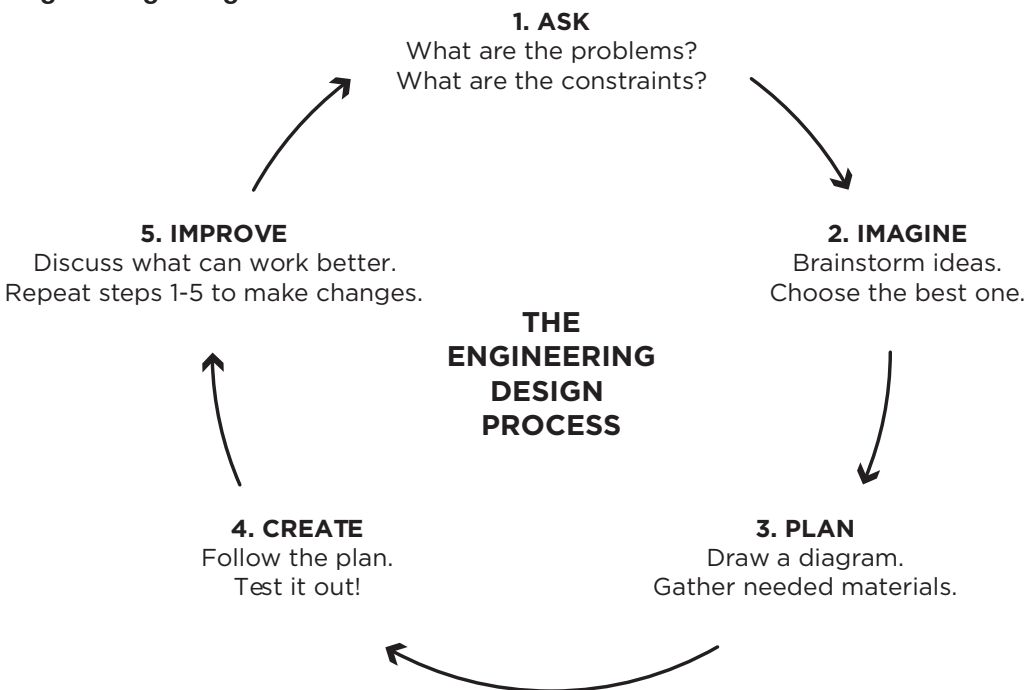 1. ASK
What are the problems?
What are the constraints?
2. IMAGINE
Brainstorm ideas.
Choose the best one.
3. PLAN
Draw a diagram.
Gather needed materials.
4. CREATE
Follow the plan.
Test it out!
5. IMPROVE
Discuss what can work better.
Repeat steps 1-5 to make changes.
THE
ENGINEERING
DESIGN
PROCESS